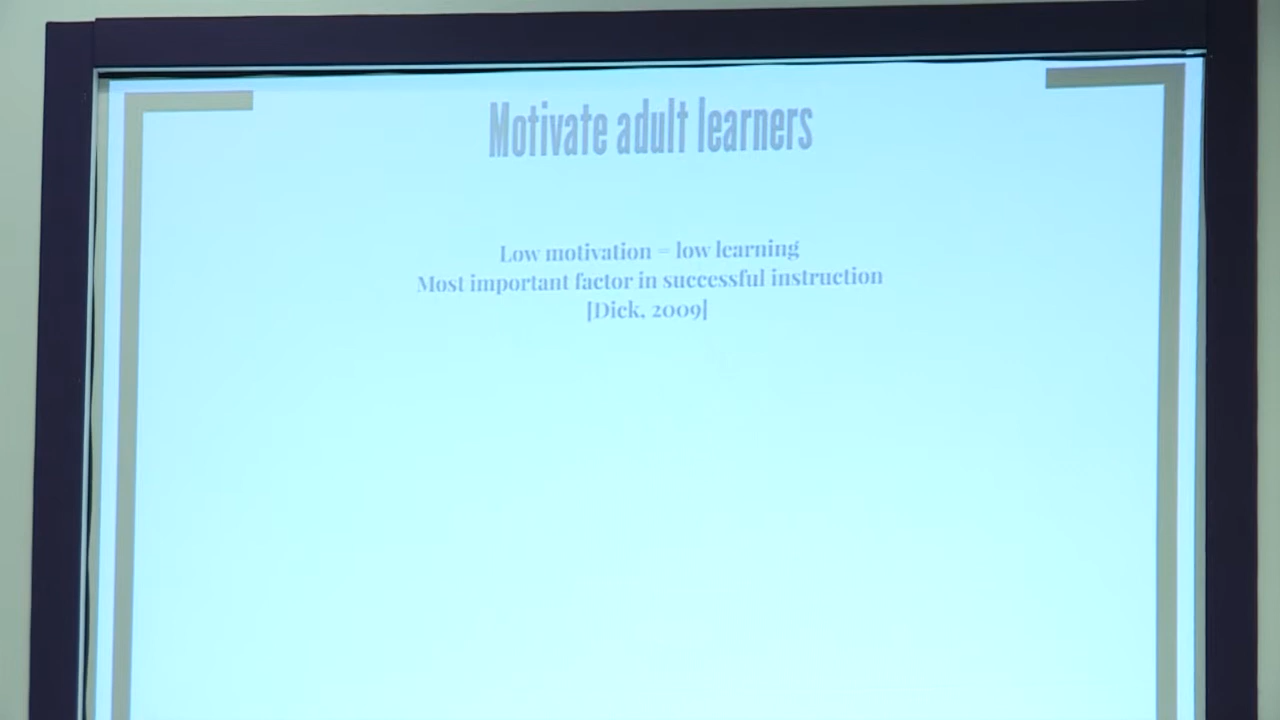 Motivate adult learners
Low motivation = low learning
Most important factor in successful instruction
[Dick, 2009]